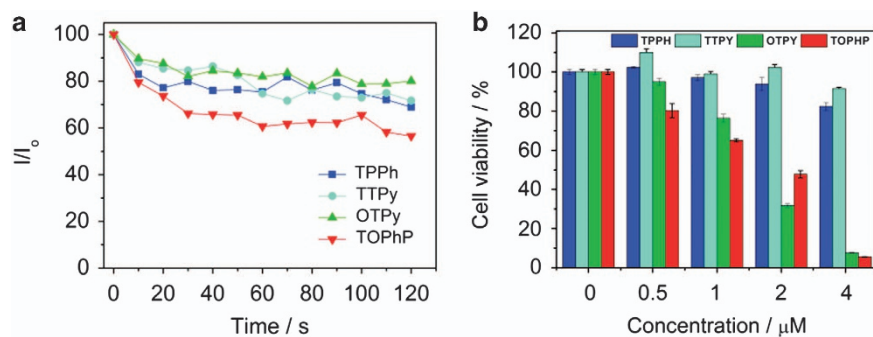 a
I/I₀
100
80
60
40
20
0
TPPh
TTPy
OTPy
TOPhP
0 20 40 60 80 100 120
Time / s
b
TPPH TTPY OTPY TOPHP
Cell viability / %
120
100
80
60
40
20
0
0 0.5 1 2 4
Concentration / μM